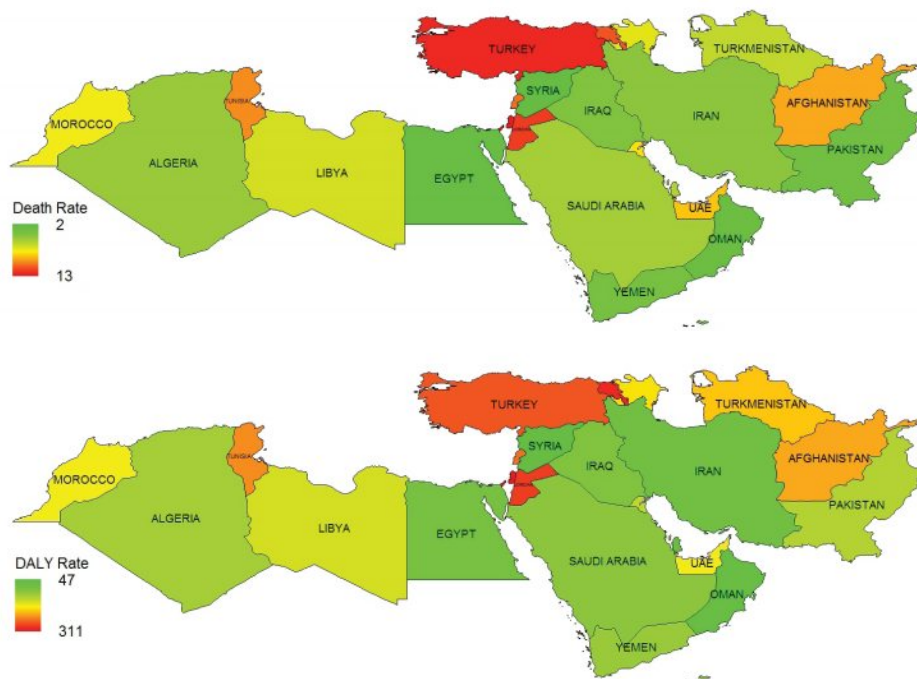 TURKEY
TURKMENISTAN
SYRIA
AFGHANISTAN
MOROCCO
TUNISIA
IRAQ
IRAN
PAKISTAN
ALGERIA
LIBYA
EGYPT
SAUDI ARABIA
UAE
OMAN
YEMEN
Death Rate
2
13
TURKEY
TURKMENISTAN
SYRIA
AFGHANISTAN
MOROCCO
TUNISIA
IRAQ
IRAN
PAKISTAN
ALGERIA
LIBYA
EGYPT
SAUDI ARABIA
UAE
OMAN
YEMEN
DALY Rate
47
311